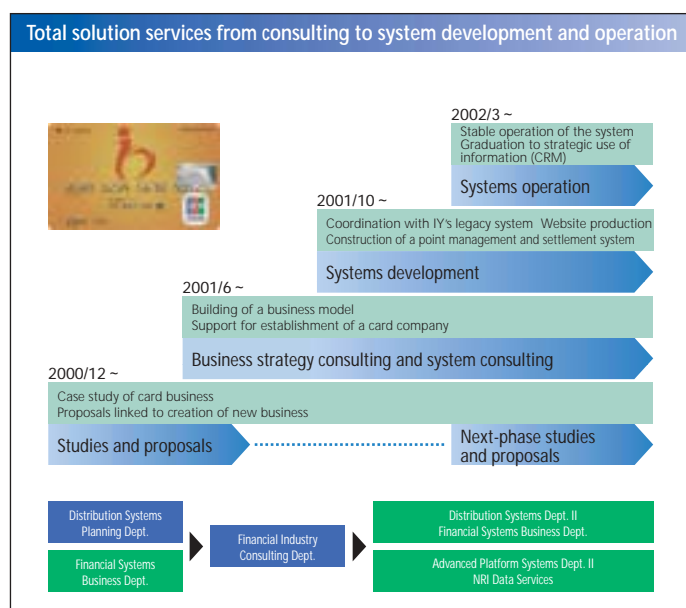 Total solution services from consulting to system development and operation
2002/3 ~
Stable operation of the system
Graduation to strategic use of
information (CRM)
Systems operation
2001/10 ~
Coordination with IY's legacy system Website production
Construction of a point management and settlement system
Systems development
2001/6 ~
Building of a business model
Support for establishment of a card company
Business strategy consulting and system consulting
2000/12 ~
Case study of card business
Proposals linked to creation of new business
Studies and proposals
Next-phase studies
and proposals
Distribution Systems
Planning Dept.
Financial Systems
Business Dept.
Financial Industry
Consulting Dept.
Distribution Systems Dept. II
Financial Systems Business Dept.
Advanced Platform Systems Dept. II
NRI Data Services
JCB